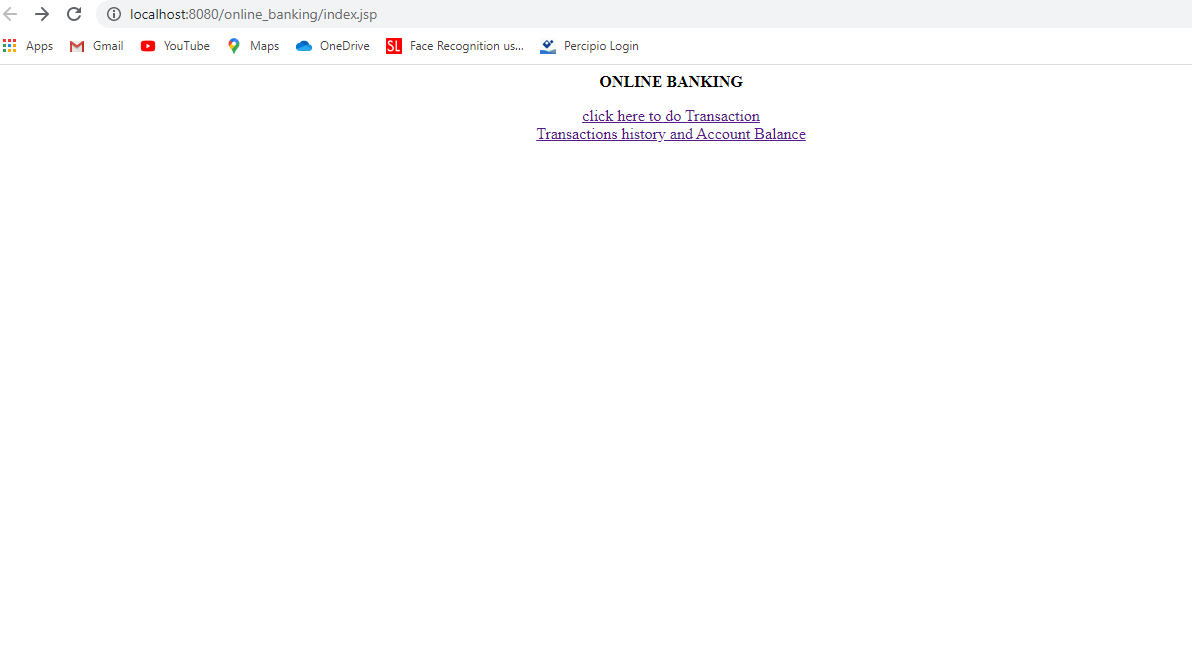 localhost:8080/online_banking/index.jsp
Apps Gmail YouTube Maps OneDrive SL Face Recognition us... Percipio Login
ONLINE BANKING
click here to do Transaction
Transactions history and Account Balance